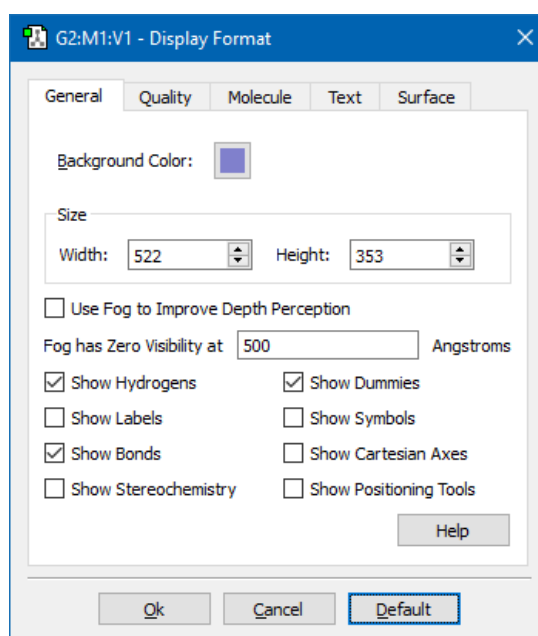 G2:M1:V1 - Display Format
General Quality Molecule Text Surface
Background Color:
Size
Width: 522 Height: 353
Use Fog to Improve Depth Perception
Fog has Zero Visibility at 500 Angstroms
Show Hydrogens Show Dummies
Show Labels Show Symbols
Show Bonds Show Cartesian Axes
Show Stereochemistry Show Positioning Tools
Help
Ok Cancel Default